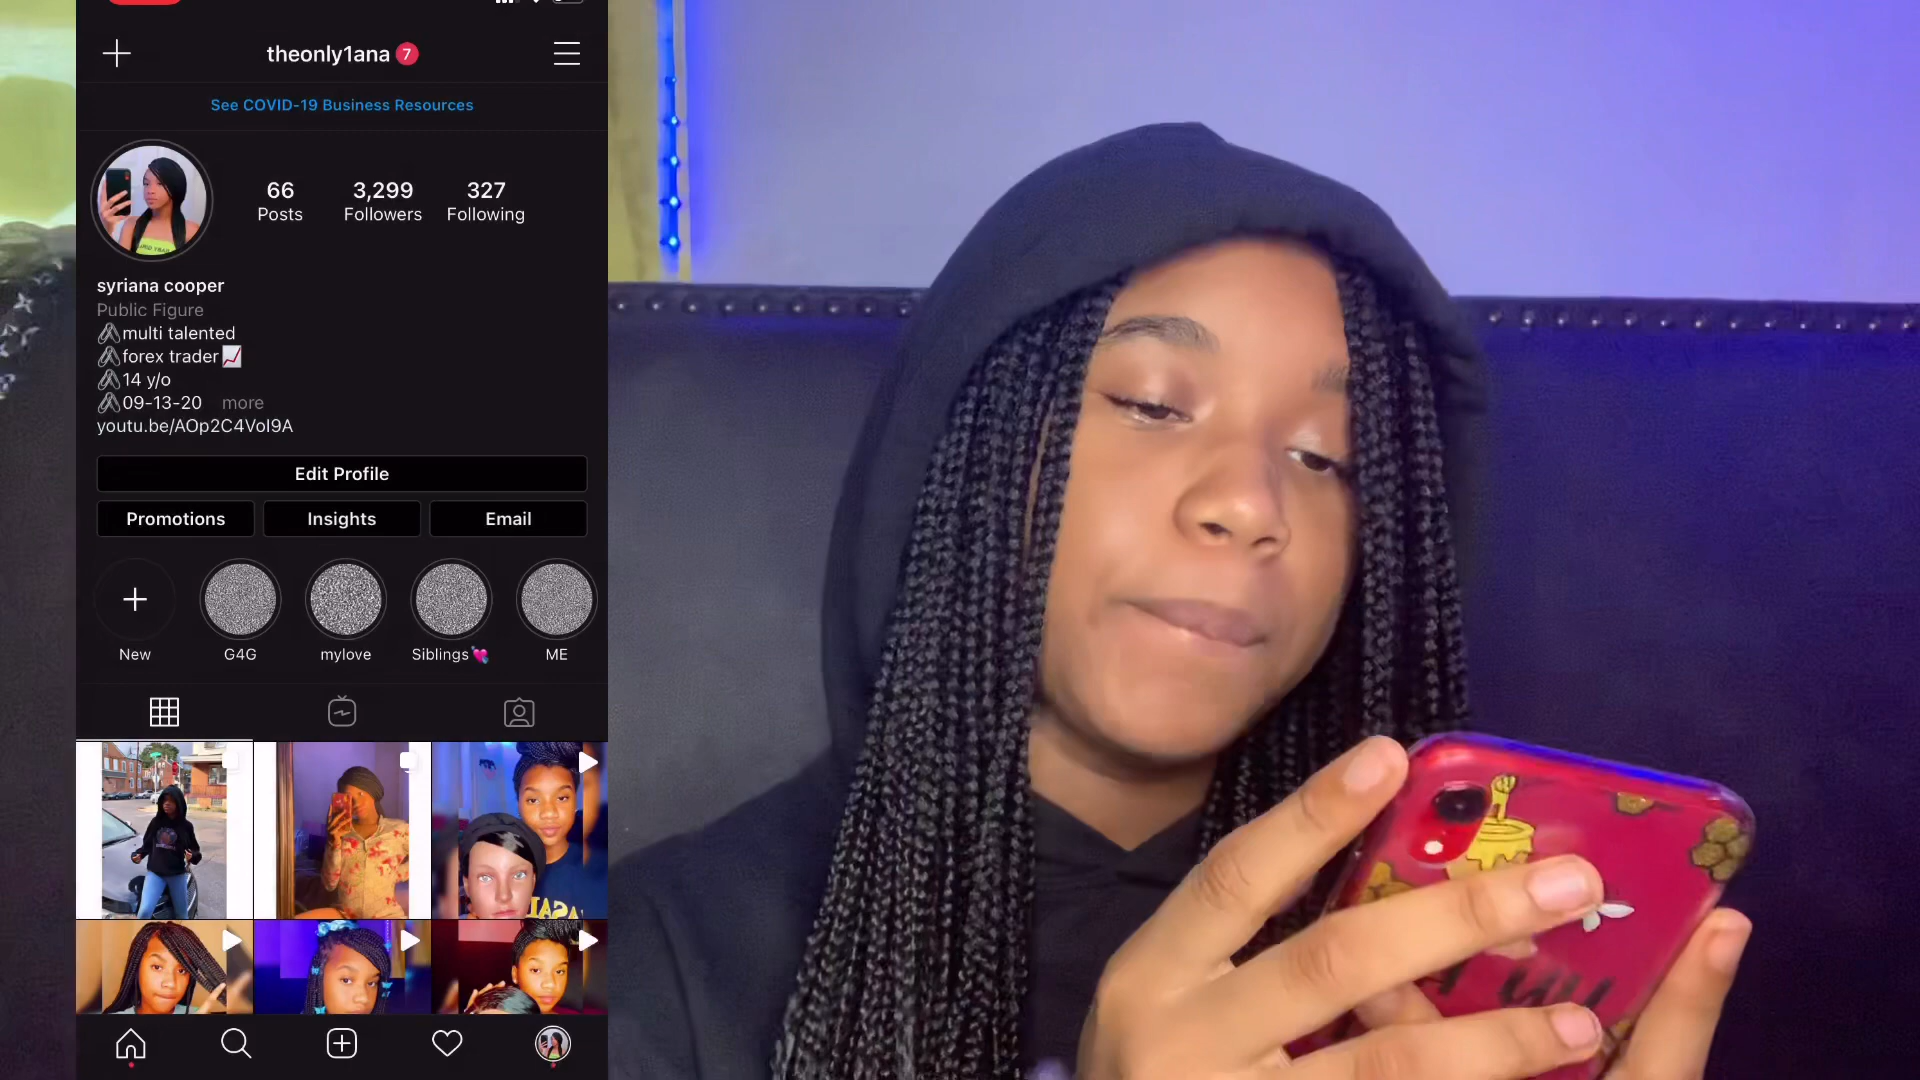 theonly1ana 7
See COVID-19 Business Resources
66 3,299 327
Posts Followers Following
syriana cooper
Public Figure
🖇multi talented
🖇forex trader📈
🖇14 y/o
🖇09-13-20 more
youtu.be/AOp2C4VoI9A
Edit Profile
Promotions Insights Email
New G4G mylove Siblings💘 ME